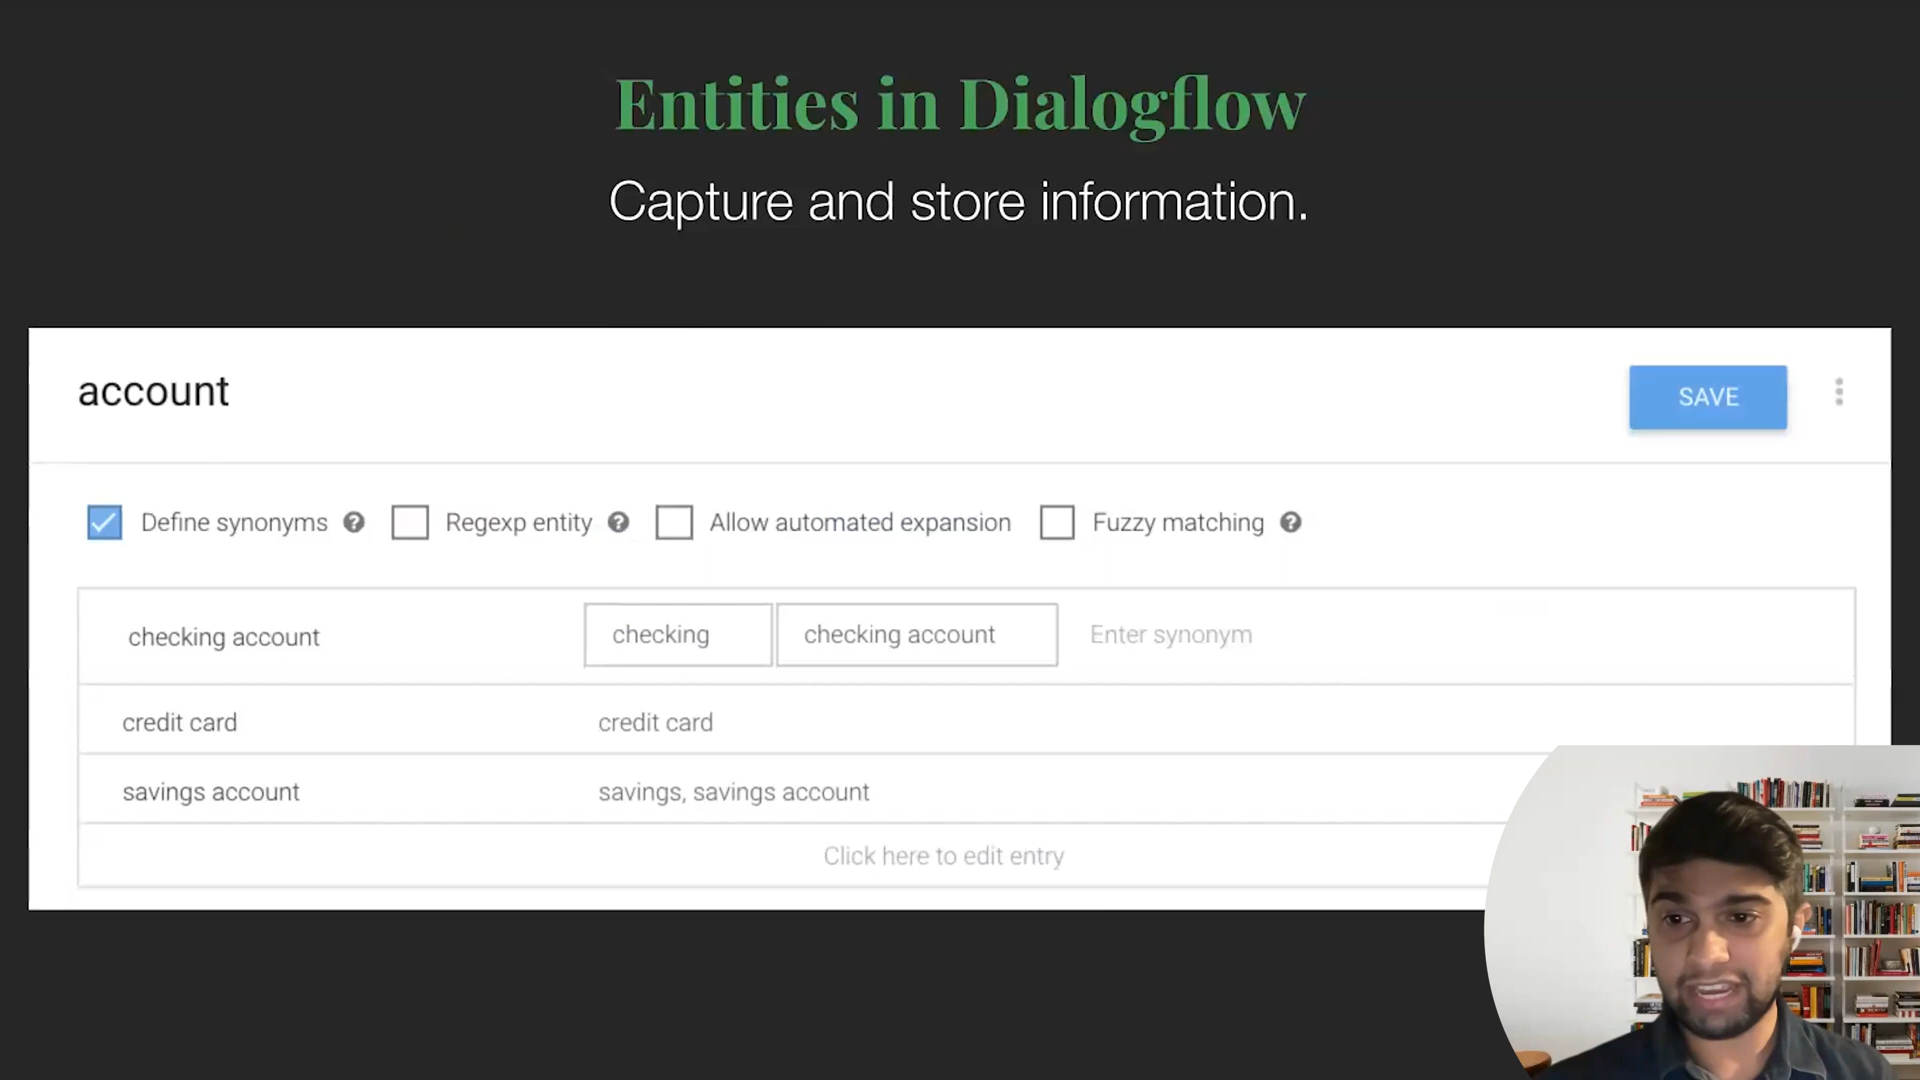 Entities in Dialogflow
Capture and store information.
account
SAVE
Define synonyms ? Regexp entity ? Allow automated expansion Fuzzy matching ?
checking account checking checking account Enter synonym
credit card credit card
savings account savings, savings account
Click here to edit entry